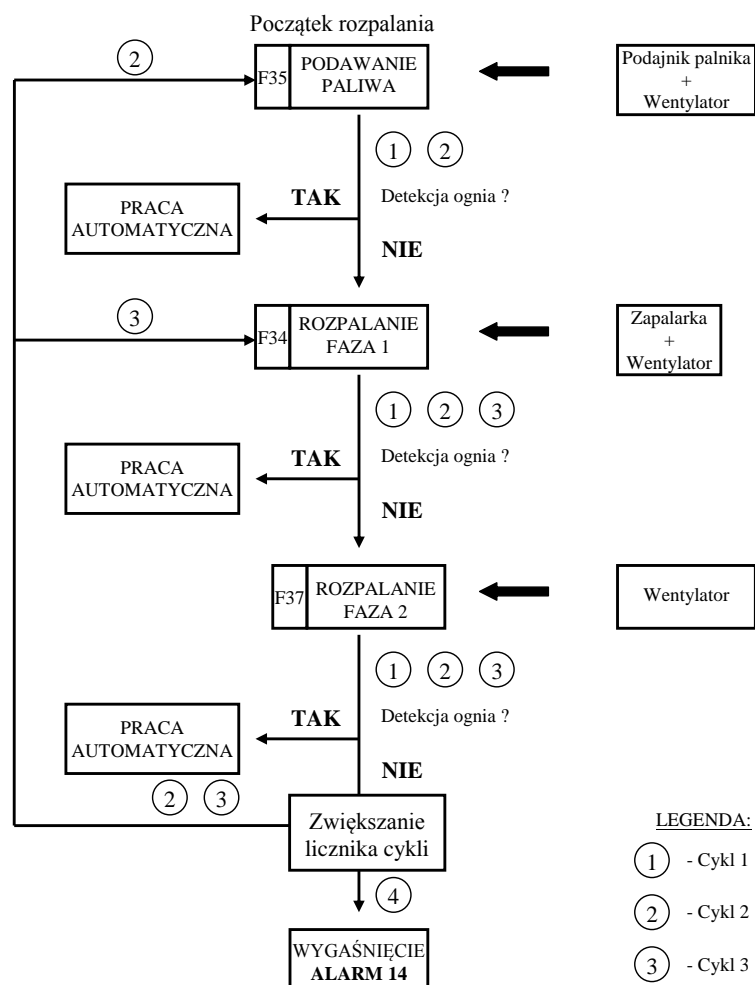 Początek rozpalania
2
F35
PODAWANIE
PALIWA
Podajnik palnika
+
Wentylator
1 2
TAK
Detekcja ognia ?
PRACA
AUTOMATYCZNA
NIE
3
F34
ROZPALANIE
FAZA 1
Zapalarka
+
Wentylator
1 2 3
TAK
Detekcja ognia ?
PRACA
AUTOMATYCZNA
NIE
F37
ROZPALANIE
FAZA 2
Wentylator
1 2 3
TAK
Detekcja ognia ?
PRACA
AUTOMATYCZNA
NIE
2 3
Zwiększanie
licznika cykli
4
WYGAŚNIĘCIE
ALARM 14
LEGENDA:
1 - Cykl 1
2 - Cykl 2
3 - Cykl 3